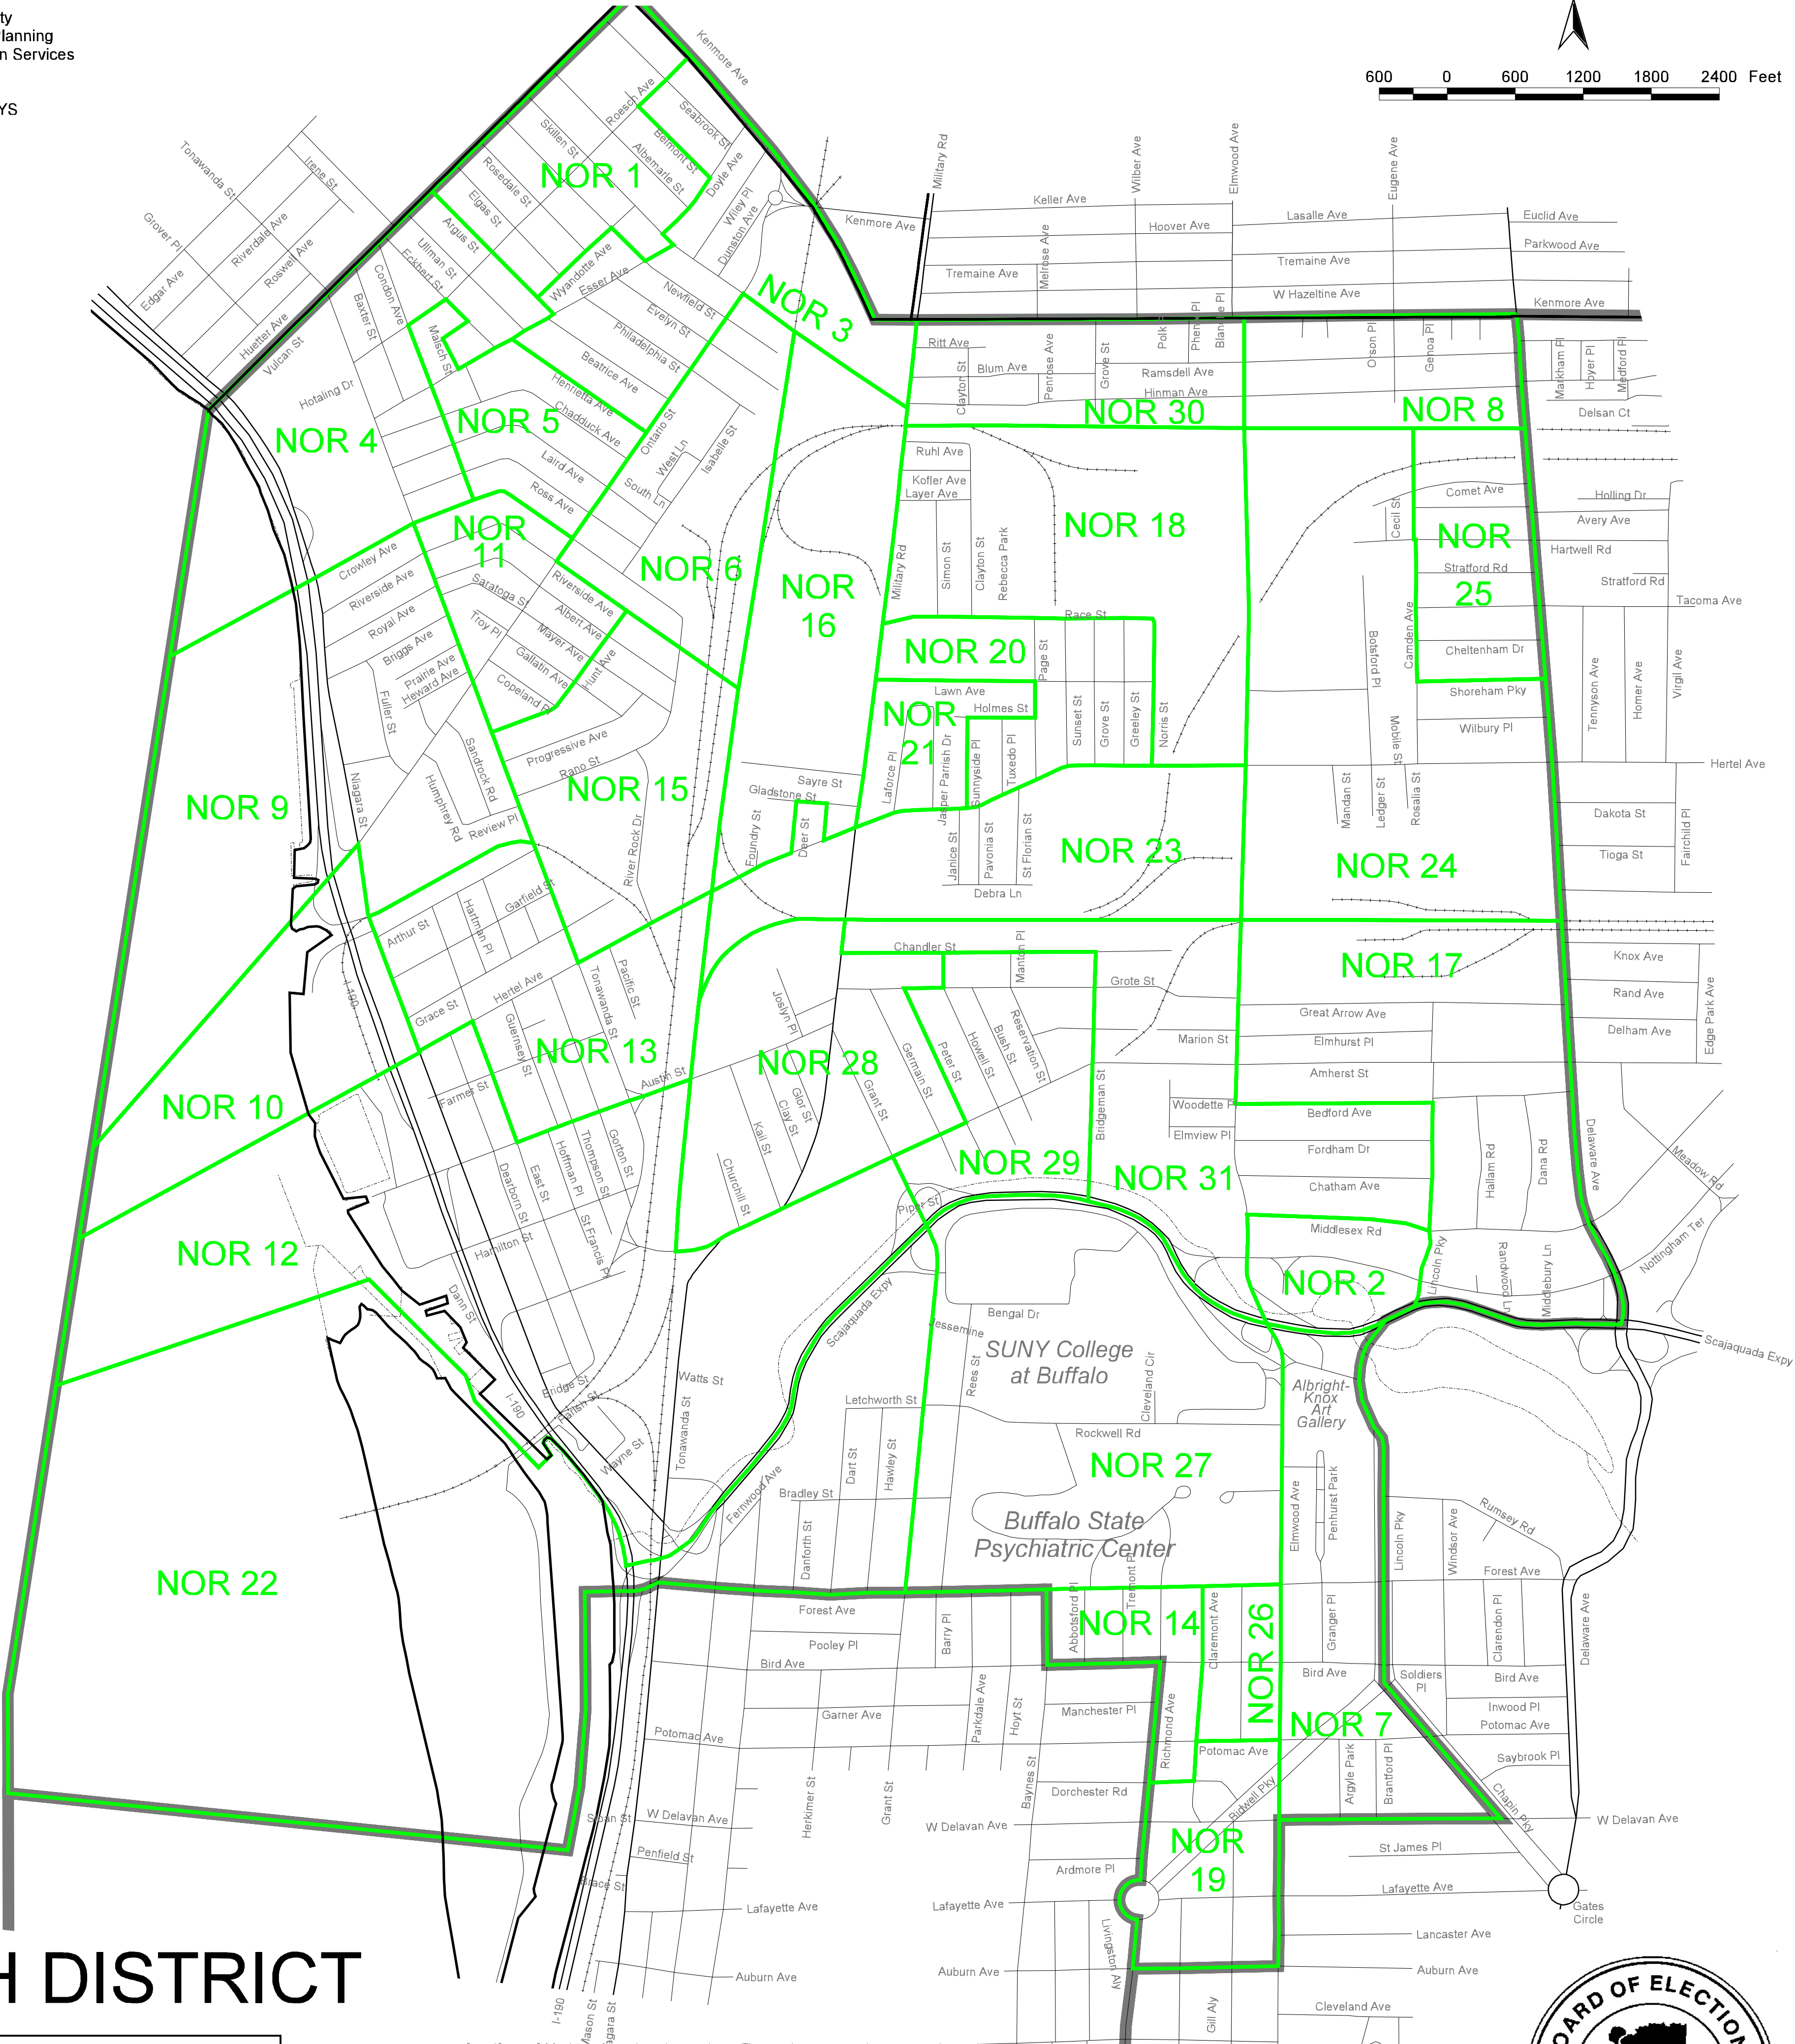 ty
Planning
n Services
YS
600 0 600 1200 1800 2400 Feet
Kenmore Ave
Roesch Ave
Seabrook St
Skillen St
Belmont St
Albemarle St
NOR 1
Doyle Ave
Rosedale St
Elgas St
Argus St
Wiley Pl
Dunston Ave
Tonawanda St
Irene St
Grover Pl
Riverdale Ave
Roswell Ave
Edgar Ave
Huetter Ave
Vulcan St
Ullman St
Eckhert St
Condon Ave
Baxter St
Malsch St
Hotaling Dr
Wyandotte Ave
Esser Ave
Newfield St
Evelyn St
Philadelphia St
Beatrice Ave
Henrietta Ave
Chadduck Ave
Laird Ave
Ross Ave
Ontario St
West Ln
South Ln
Isabelle St
NOR 3
NOR 4
NOR 5
NOR 6
NOR
11
NOR
16
Military Rd
Wilber Ave
Elmwood Ave
Eugene Ave
Keller Ave
Lasalle Ave
Euclid Ave
Kenmore Ave
Hoover Ave
Parkwood Ave
Melrose Ave
Tremaine Ave
Tremaine Ave
W Hazeltine Ave
Kenmore Ave
Ritt Ave
Clayton St
Blum Ave
Penrose Ave
Grove St
Ramsdell Ave
Hinman Ave
Orson Pl
Genoa Pl
Markham Pl
Hoyer Pl
Medford Pl
Delsan Ct
NOR 30
NOR 8
Ruhl Ave
Kofler Ave
Layer Ave
Military Rd
Simon St
Clayton St
Rebecca Park
NOR 18
Race St
Cecil St
Comet Ave
NOR
25
Stratford Rd
Camden Ave
Botsford Pl
Cheltenham Dr
Shoreham Pky
Wilbury Pl
Mobile St
Holling Dr
Avery Ave
Hartwell Rd
Stratford Rd
Tacoma Ave
Tennyson Ave
Homer Ave
Virgil Ave
Hertel Ave
Crowley Ave
Riverside Ave
Royal Ave
Briggs Ave
Prairie Ave
Heward Ave
Fuller St
Saratoga St
Troy Pl
Riverside Ave
Albert Ave
Mayer Ave
Gallatin Ave
Hunt Ave
Sandrock Rd
Humphrey Rd
Niagara St
Progressive Ave
Rano St
Review Pl
River Rock Dr
NOR 15
NOR 9
NOR 20
Page St
Lawn Ave
Holmes St
NOR
21
Laforce Pl
Jasper Parrish Dr
Sunnyside Pl
Tuxedo Pl
Sunset St
Grove St
Greeley St
Norris St
Sayre St
Gladstone St
Foundry St
Deer St
Janice St
Pavonia St
St Florian St
Debra Ln
NOR 23
Mandan St
Ledger St
Rosalia St
NOR 24
Dakota St
Tioga St
Fairchild Pl
Arthur St
Hartman Pl
Garfield St
Grace St
Hertel Ave
Guernsey St
Tonawanda St
Pacific St
I-190
NOR 13
Farmer St
Austin St
NOR 10
NOR 12
Chandler St
Manton Pl
Grote St
Joslyn Pl
NOR 28
Germain St
Peter St
Howell St
Bush St
Reservation St
Grant St
Glor St
Clay St
Kail St
Churchill St
NOR 29
Bridgeman St
NOR 31
Marion St
Woodette Pl
Elmview Pl
NOR 17
Great Arrow Ave
Elmhurst Pl
Amherst St
Bedford Ave
Fordham Dr
Chatham Ave
Middlesex Rd
Hallam Rd
Dana Rd
Delaware Ave
Knox Ave
Rand Ave
Delham Ave
Edge Park Ave
Meadow Rd
Nottingham Ter
Lincoln Pky
Randwood Ln
Middlebury Ln
NOR 2
Scajaquada Expy
Dearborn St
East St
Hoffman Pl
Thompson St
Gorton St
St Francis Pl
Hamilton St
Dann St
I-190
Bridge St
Parish St
Wayne St
Piper St
Scajaquada Expy
Jessemine
Bengal Dr
Rees St
SUNY College
at Buffalo
Cleveland Cir
Albright-
Knox
Art
Gallery
Watts St
Tonawanda St
Letchworth St
Dart St
Hawley St
Rockwell Rd
Bradley St
Fernwood Ave
Danforth St
NOR 27
Buffalo State
Psychiatric Center
Elmwood Ave
Penhurst Park
Lincoln Pky
Windsor Ave
Rumsey Rd
Forest Ave
NOR 22
Forest Ave
Pooley Pl
Barry Pl
Bird Ave
Abbotsford Pl
Tremont Pl
NOR 14
Claremont Ave
NOR 26
Granger Pl
Bird Ave
Soldiers
Pl
Clarendon Pl
Bird Ave
Delaware Ave
Inwood Pl
Potomac Ave
Saybrook Pl
Chapin Pky
Garner Ave
Parkdale Ave
Hoyt St
Manchester Pl
Richmond Ave
NOR 7
Potomac Ave
Potomac Ave
Argyle Park
Brantford Pl
Dorchester Rd
Bidwell Pky
Herkimer St
Grant St
Baynes St
Sloan St
W Delavan Ave
W Delavan Ave
W Delavan Ave
Penfield St
Brace St
Ardmore Pl
NOR
19
St James Pl
Lafayette Ave
Lafayette Ave
Lafayette Ave
Gates
Circle
Livingston Aly
Lancaster Ave
Auburn Ave
Auburn Ave
Auburn Ave
Gill Aly
Cleveland Ave
I-190
Mason St
agara St
H DISTRICT
OARD OF ELECTION